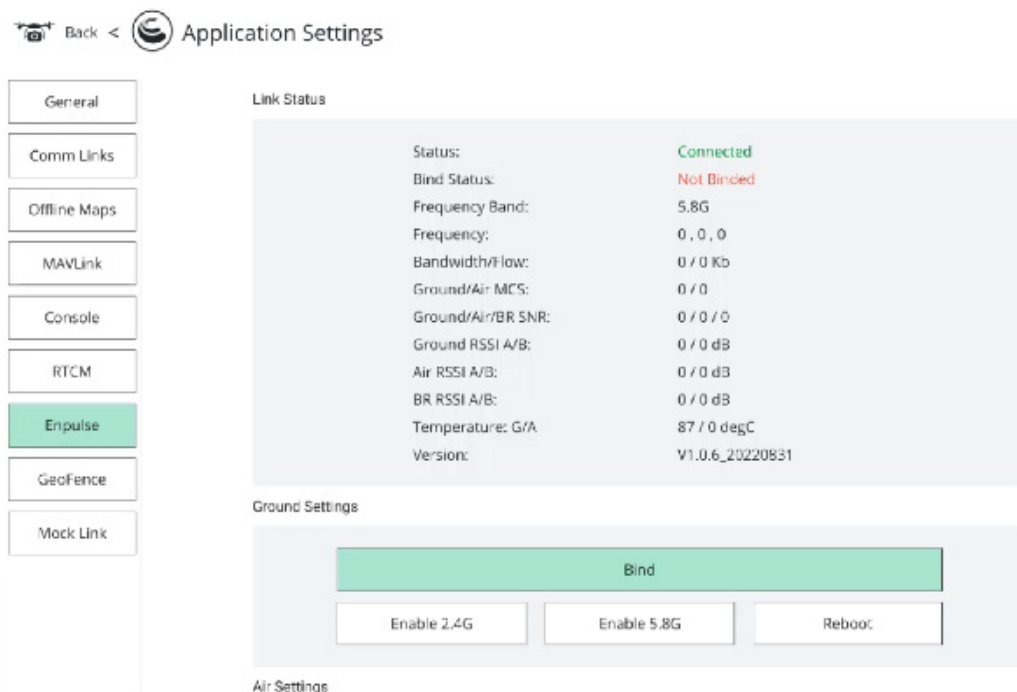 Back < Application Settings
General
Comm Links
Offline Maps
MAVLink
Console
RTCM
Enpulse
GeoFence
Mock Link
Link Status
Status: Connected
Bind Status: Not Binded
Frequency Band: 5.8G
Frequency: 0 , 0 , 0
Bandwidth/Flow: 0 / 0 Kb
Ground/Air MCS: 0 / 0
Ground/Air/BR SNR: 0 / 0 / 0
Ground RSSI A/B: 0 / 0 dB
Air RSSI A/B: 0 / 0 dB
BR RSSI A/B: 0 / 0 dB
Temperature: G/A 87 / 0 degC
Version: V1.0.6_20220831
Ground Settings
Bind
Enable 2.4G Enable 5.8G Reboot
Air Settings